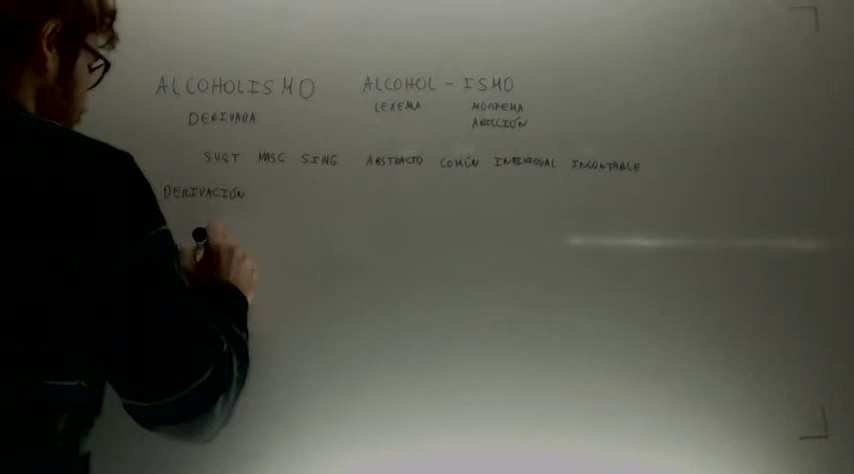 ALCOHOLISMO ALCOHOL - ISMO
LEXEMA MORFEMA
DERIVADA ADICCIÓN
SUST MASC SING ABSTRACTO COMÚN INDIVIDUAL INCONTABLE
DERIVACIÓN